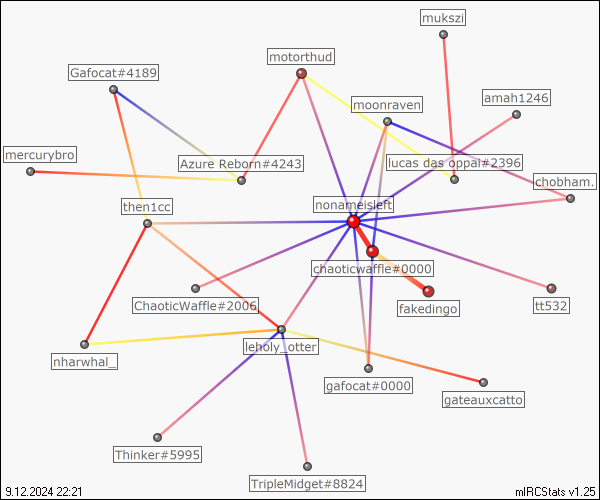 mukszi
motorthud
Gafocat#4189
moonraven
amah1246
mercurybro
Azure Reborn#4243
lucas das oppai#2396
chobham.
then1cc
nonameisleft
chaoticwaffle#0000
ChaoticWaffle#2006
fakedingo
tt532
leholy_otter
nharwhal_
gafocat#0000
gateauxcatto
Thinker#5995
TripleMidget#8824
9.12.2024 22:21
mIRCStats v1.25